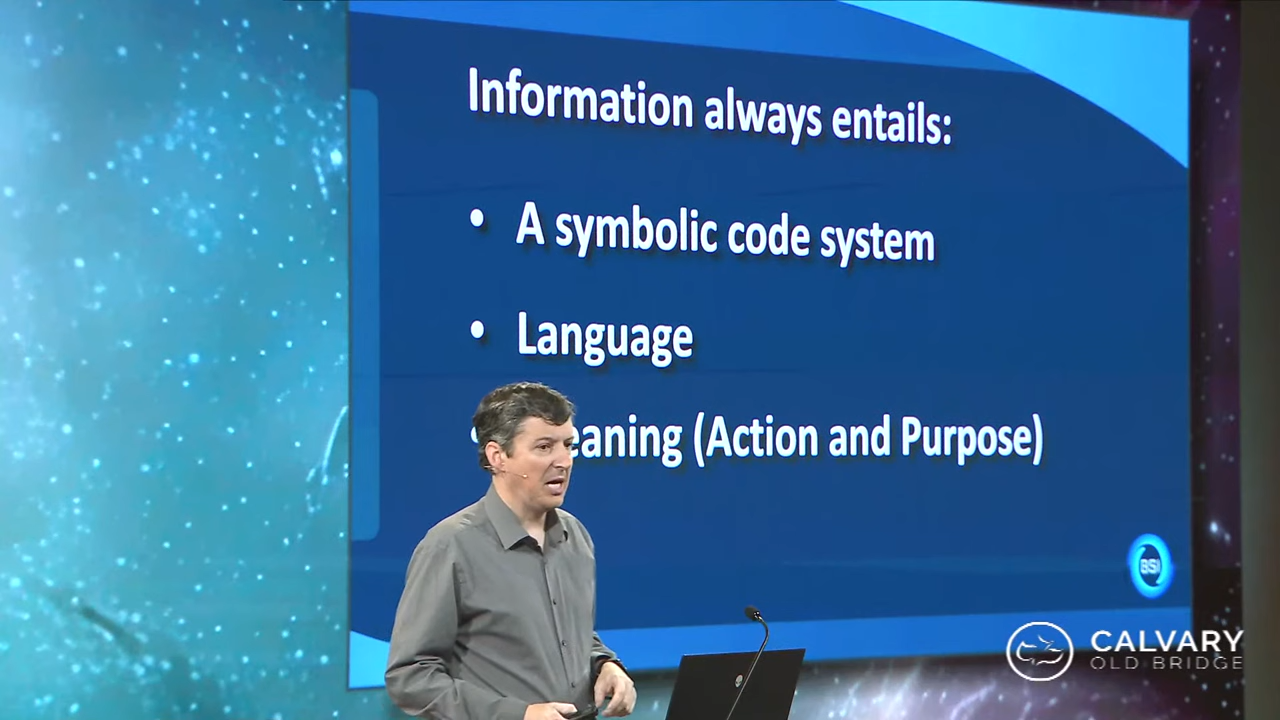 Information always entails:
• A symbolic code system
• Language
eaning (Action and Purpose)
BSI
CALVARY
OLD BRIDGE